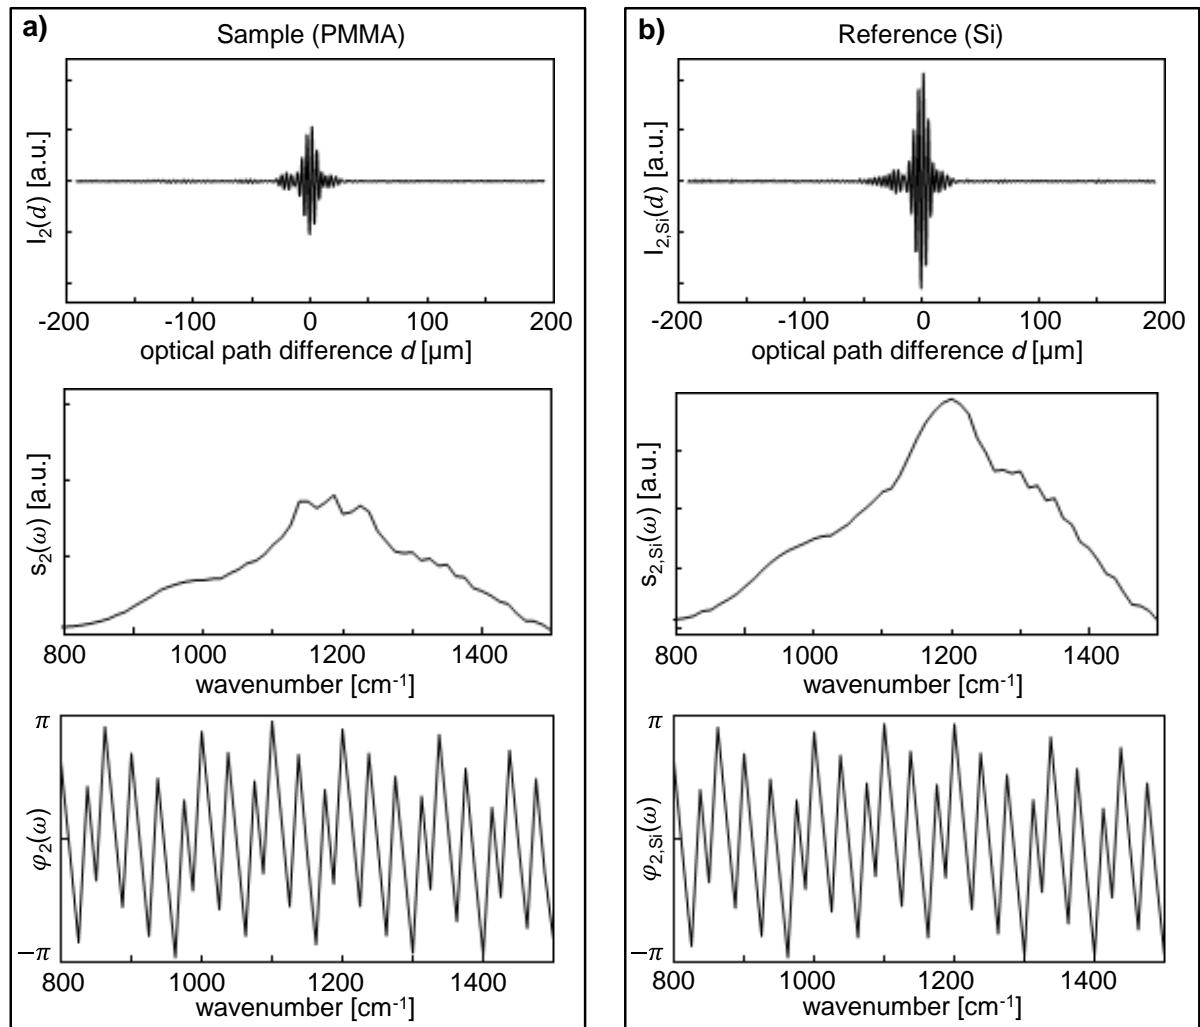 a)
Sample (PMMA)
I₂(d) [a.u.]
-200 -100 0 100 200
optical path difference d [µm]
s₂(ω) [a.u.]
800 1000 1200 1400
wavenumber [cm⁻¹]
π
φ₂(ω)
−π
800 1000 1200 1400
wavenumber [cm⁻¹]
b)
Reference (Si)
I₂,Si(d) [a.u.]
-200 -100 0 100 200
optical path difference d [µm]
s₂,Si(ω) [a.u.]
800 1000 1200 1400
wavenumber [cm⁻¹]
π
φ₂,Si(ω)
−π
800 1000 1200 1400
wavenumber [cm⁻¹]